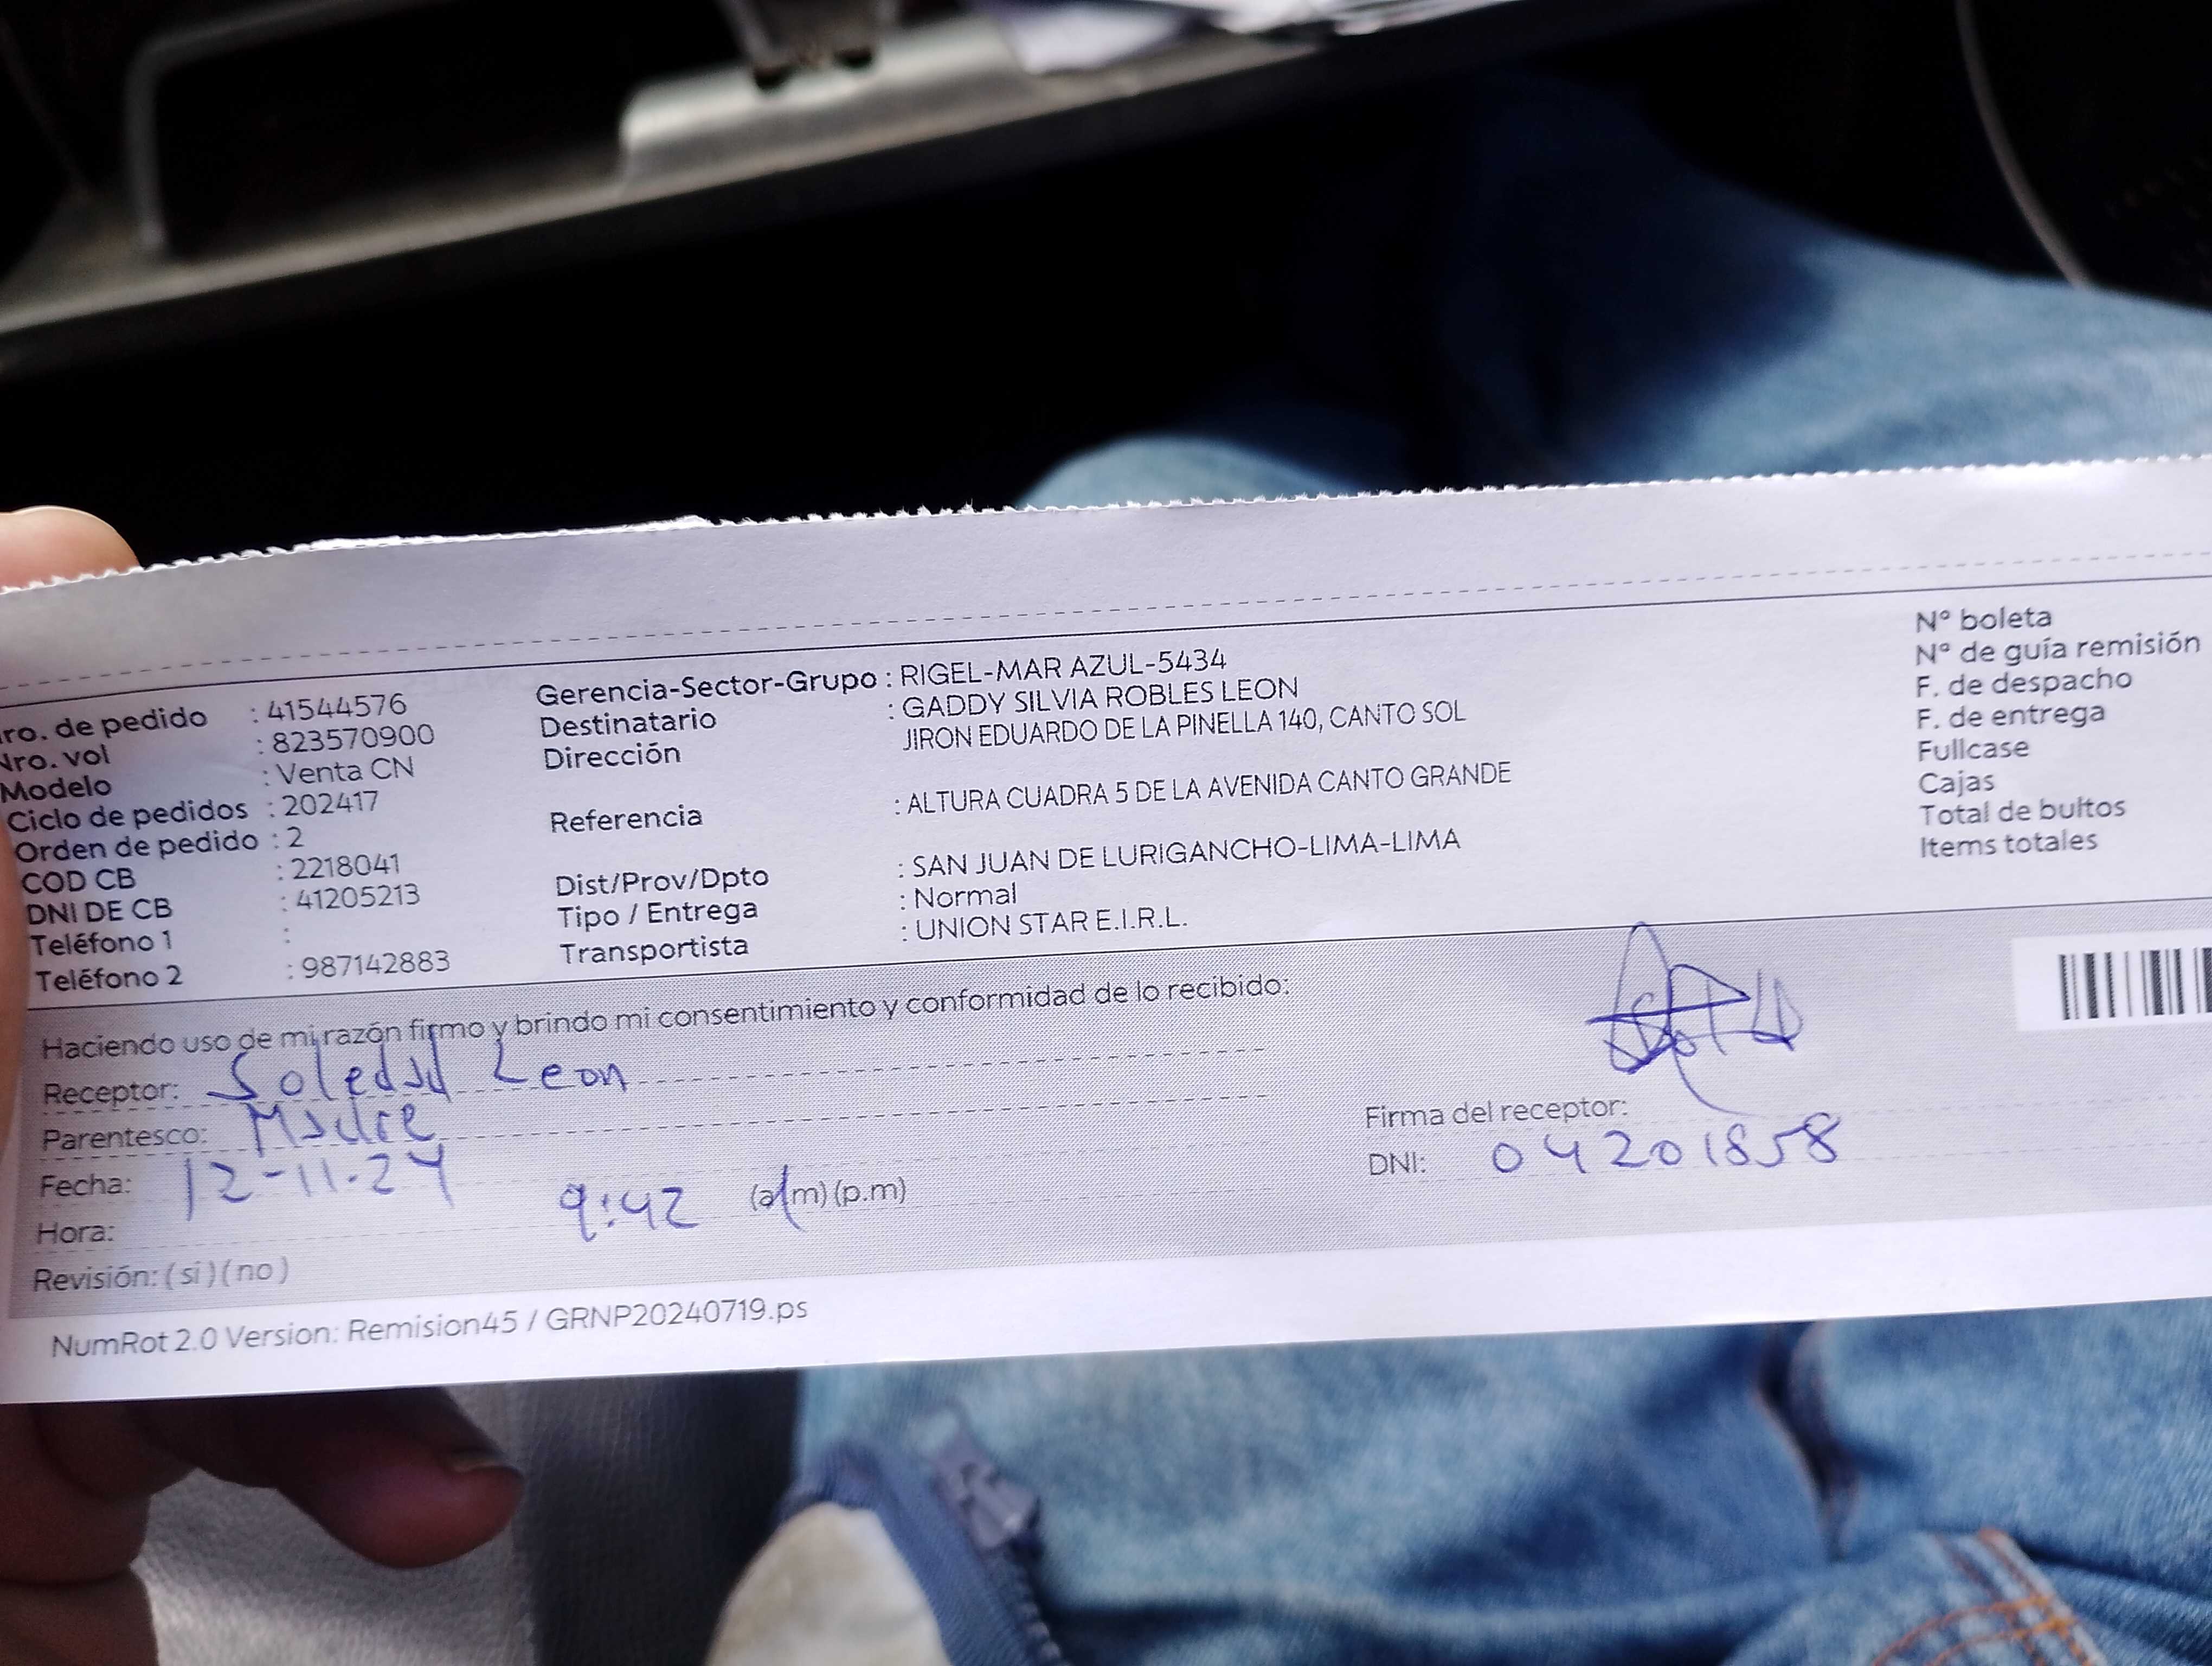 ro. de pedido : 41544576
Nro. vol : 823570900
Modelo : Venta CN
Ciclo de pedidos : 202417
Orden de pedido : 2
COD CB : 2218041
DNI DE CB : 41205213
Teléfono 1 :
Teléfono 2 : 987142883
Gerencia-Sector-Grupo : RIGEL-MAR AZUL-5434
Destinatario : GADDY SILVIA ROBLES LEON
Dirección JIRON EDUARDO DE LA PINELLA 140, CANTO SOL
Referencia : ALTURA CUADRA 5 DE LA AVENIDA CANTO GRANDE
Dist/Prov/Dpto : SAN JUAN DE LURIGANCHO-LIMA-LIMA
Tipo / Entrega : Normal
Transportista : UNION STAR E.I.R.L.
N° boleta
N° de guía remisión
F. de despacho
F. de entrega
Fullcase
Cajas
Total de bultos
Items totales
Haciendo uso de mi razón firmo y brindo mi consentimiento y conformidad de lo recibido:
Receptor: Soledad Leon
Parentesco: Madre
Fecha: 12-11-24
Hora: 9:42 (a.m) (p.m)
Revisión: ( si ) ( no )
Firma del receptor:
DNI: 04201858
NumRot 2.0 Version: Remision45 / GRNP20240719.ps